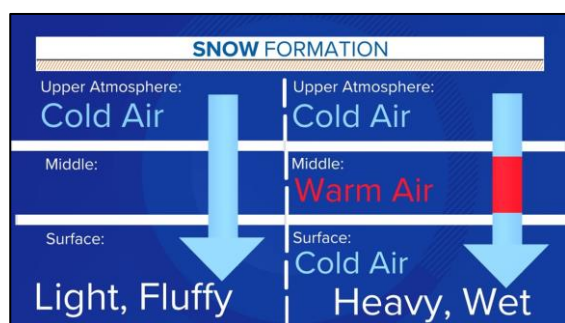 SNOW FORMATION
Upper Atmosphere:
Cold Air
Middle:
Surface:
Light, Fluffy
Upper Atmosphere:
Cold Air
Middle:
Warm Air
Surface:
Cold Air
Heavy, Wet